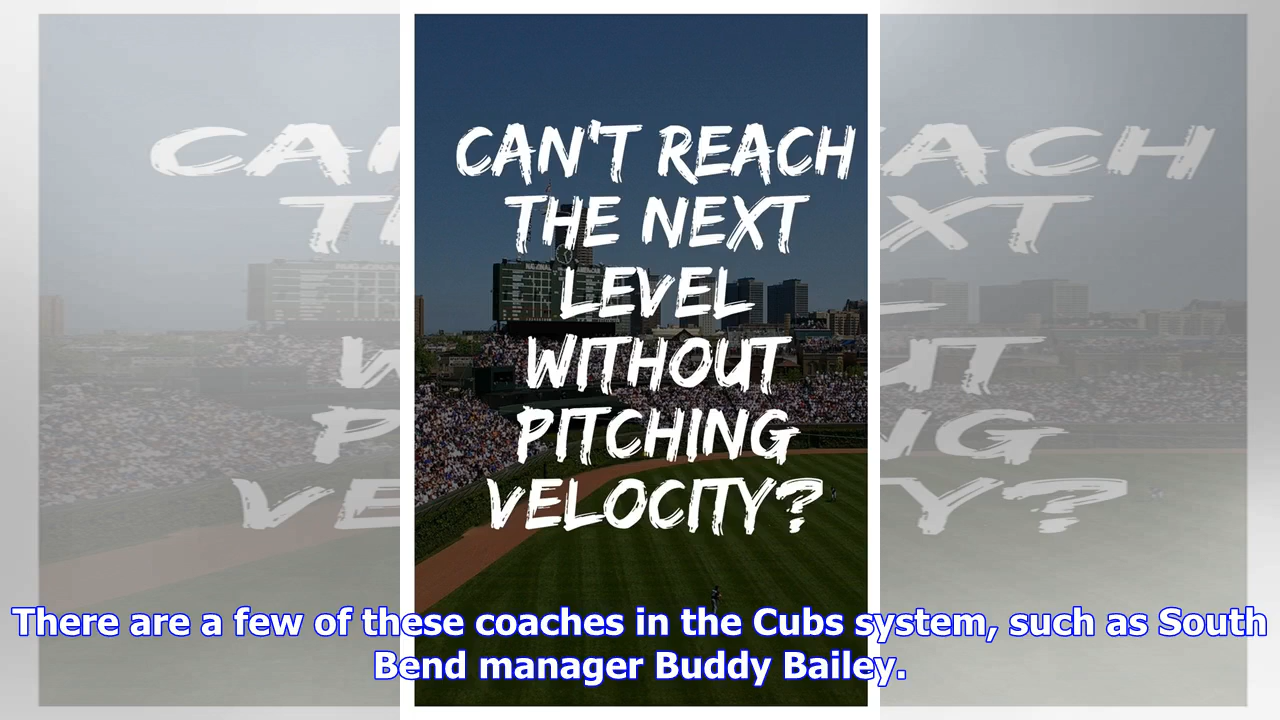 CAN'T REACH
THE NEXT
LEVEL
WITHOUT
PITCHING
VELOCITY?
There are a few of these coaches in the Cubs system, such as South
Bend manager Buddy Bailey.